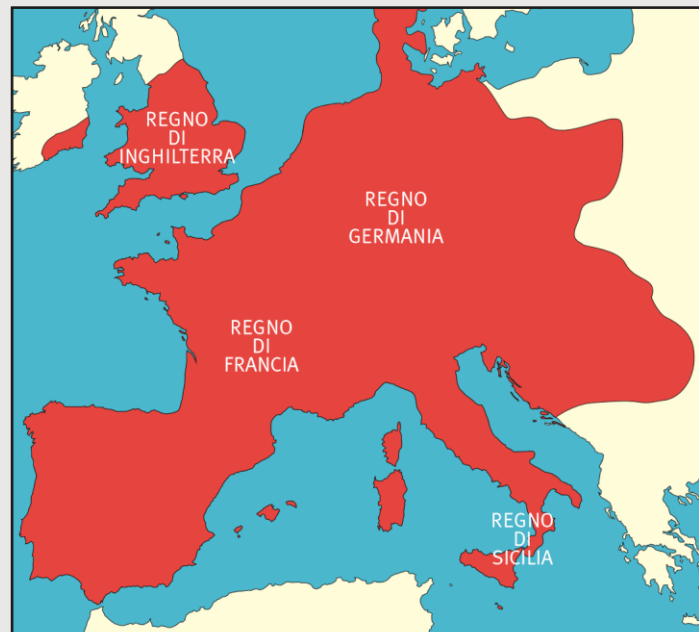 REGNO
DI
INGHILTERRA
REGNO
DI
GERMANIA
REGNO
DI
FRANCIA
REGNO
DI
SICILIA